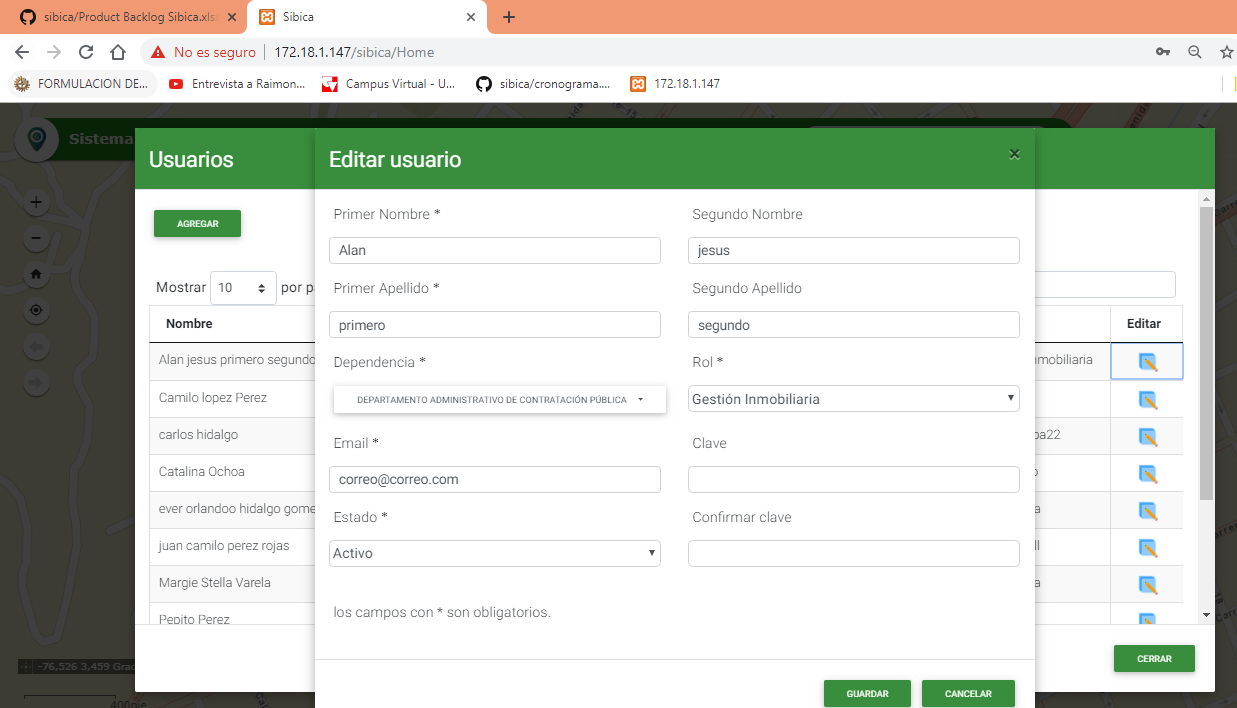 sibica/Product Backlog Sibica.xls
Sibica
No es seguro
172.18.1.147/sibica/Home
FORMULACION DE...
Entrevista a Raimon...
Campus Virtual - U...
sibica/cronograma....
172.18.1.147
Sistema
Usuarios
Editar usuario
AGREGAR
Primer Nombre *
Segundo Nombre
Alan
jesus
Primer Apellido *
Segundo Apellido
primero
segundo
Dependencia *
Rol *
DEPARTAMENTO ADMINISTRATIVO DE CONTRATACIÓN PÚBLICA
Gestión Inmobiliaria
Email *
Clave
correo@correo.com
Estado *
Confirmar clave
Activo
los campos con * son obligatorios.
GUARDAR
CANCELAR
Mostrar 10 por p
Nombre
Editar
Alan jesus primero segundo
nmobiliaria
Camilo lopez Perez
carlos hidalgo
ba22
Catalina Ochoa
ever orlandoo hidalgo gome
juan camilo perez rojas
Margie Stella Varela
Pepito Perez
CERRAR
-76,526 3,459 Grad
400pie